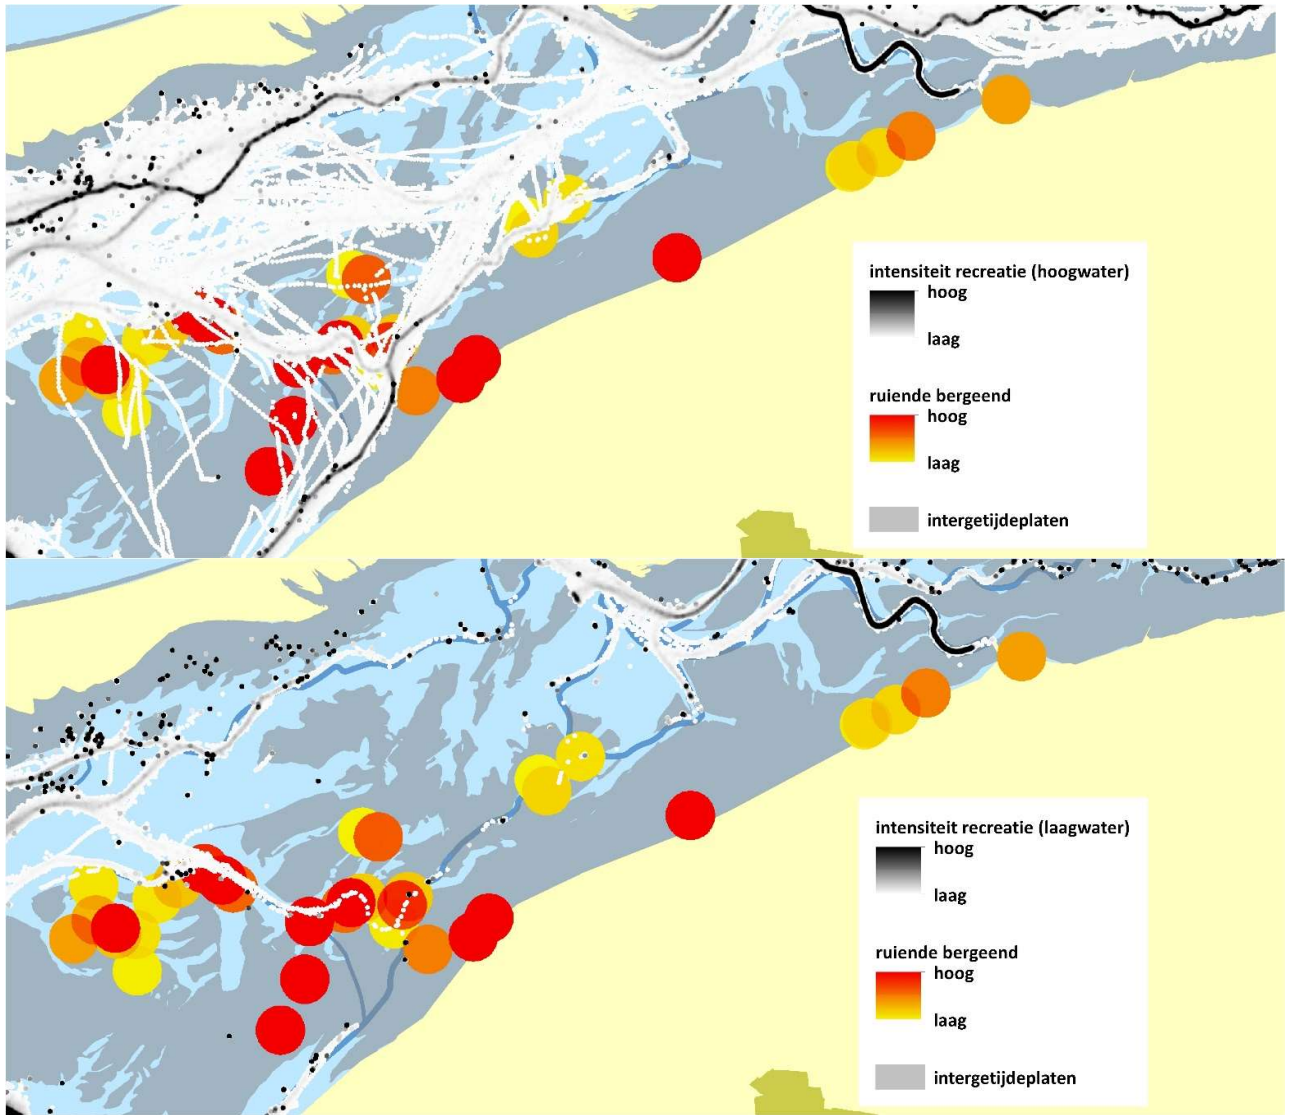 intensiteit recreatie (hoogwater)
hoog
laag
ruiende bergeend
hoog
laag
intergetijdeplaten
intensiteit recreatie (laagwater)
hoog
laag
ruiende bergeend
hoog
laag
intergetijdeplaten